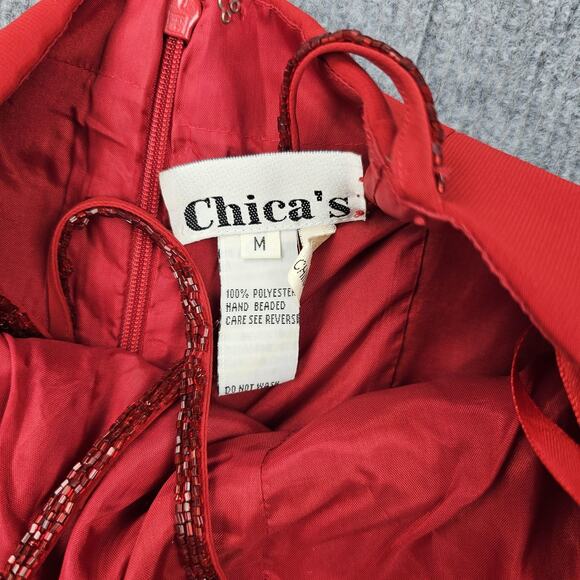 Chica's
M
100% POLYESTER
HAND BEADED
CARE SEE REVERSE
DO NOT WASH